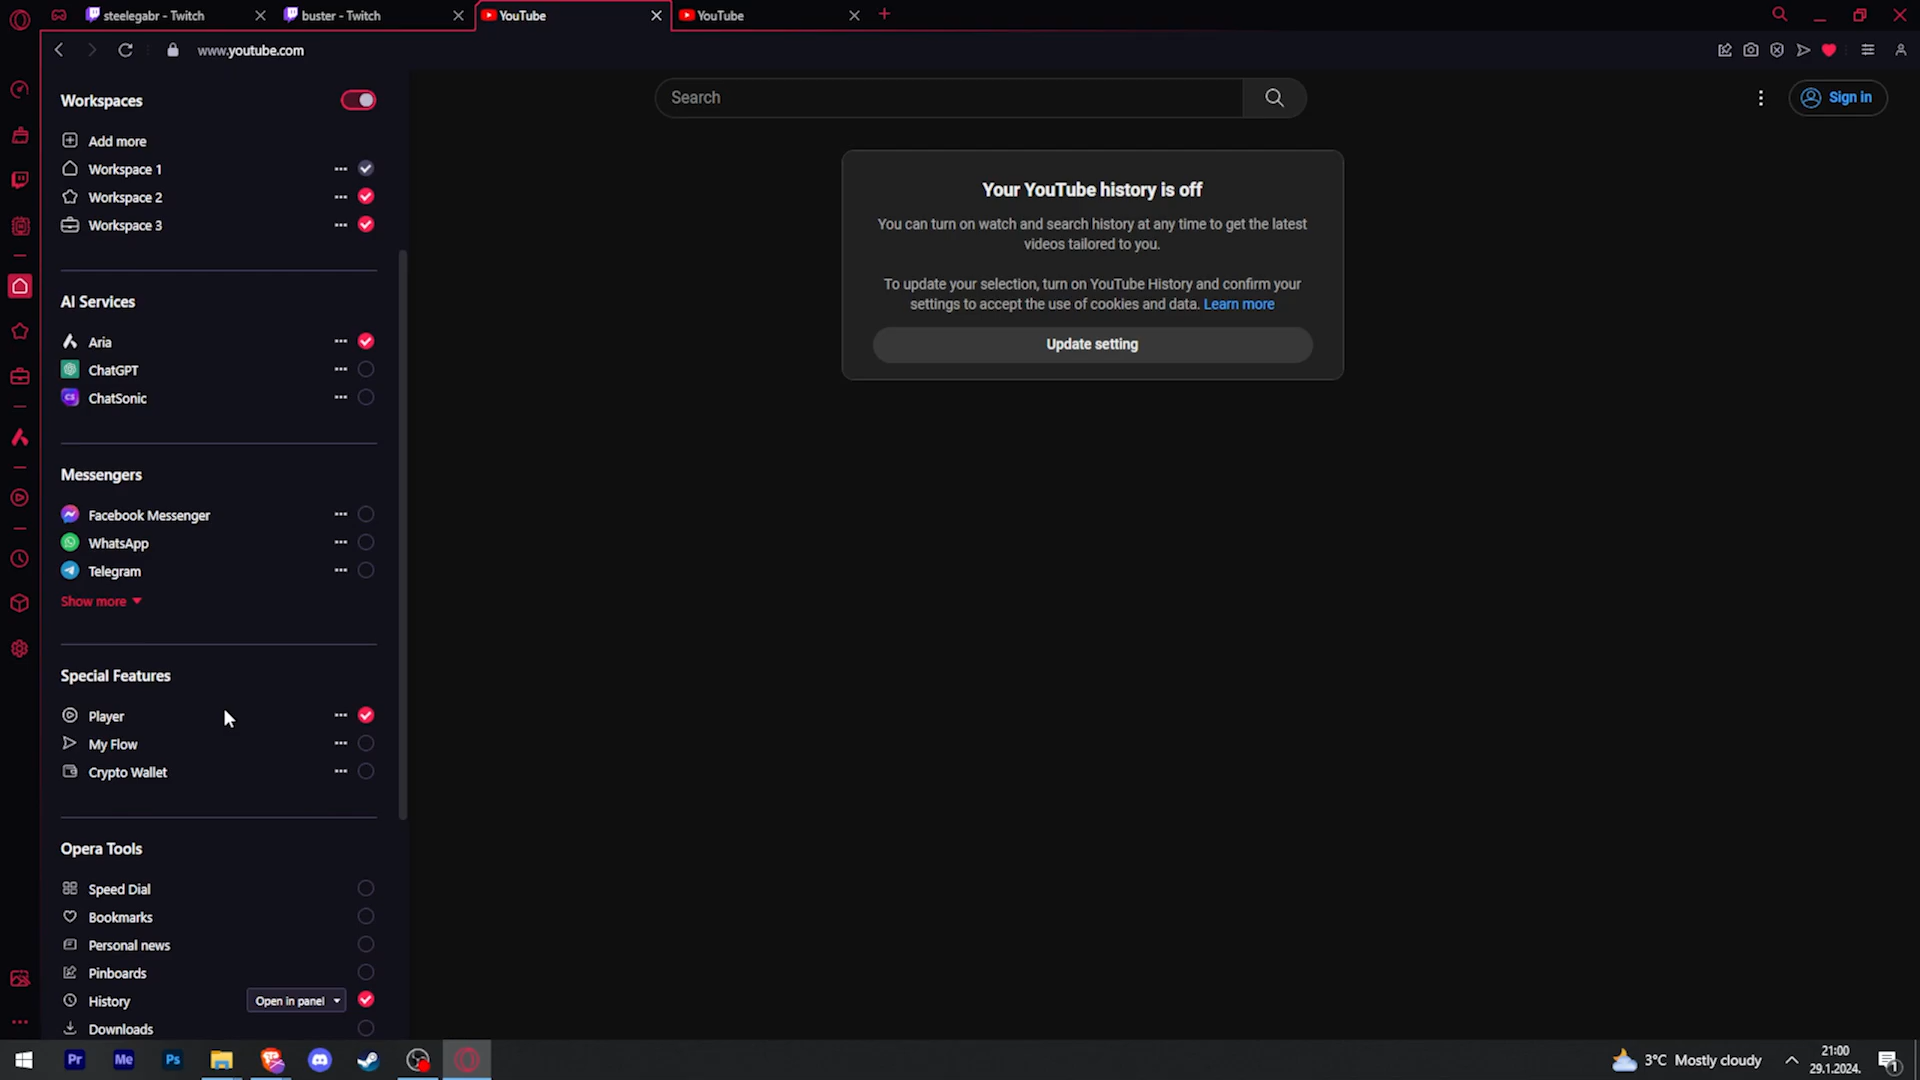 steelegabr - Twitch
buster - Twitch
YouTube
YouTube
www.youtube.com
Workspaces
Add more
Workspace 1
Workspace 2
Workspace 3
AI Services
Aria
ChatGPT
CS
ChatSonic
Messengers
Facebook Messenger
WhatsApp
Telegram
Show more
Special Features
Player
My Flow
Crypto Wallet
Opera Tools
Speed Dial
Bookmarks
Personal news
Pinboards
History
Open in panel
Downloads
Search
Sign in
Your YouTube history is off
You can turn on watch and search history at any time to get the latest
videos tailored to you.
To update your selection, turn on YouTube History and confirm your
settings to accept the use of cookies and data. Learn more
Update setting
Pr
Me
Ps
3°C Mostly cloudy
21:00
29.1.2024.
1